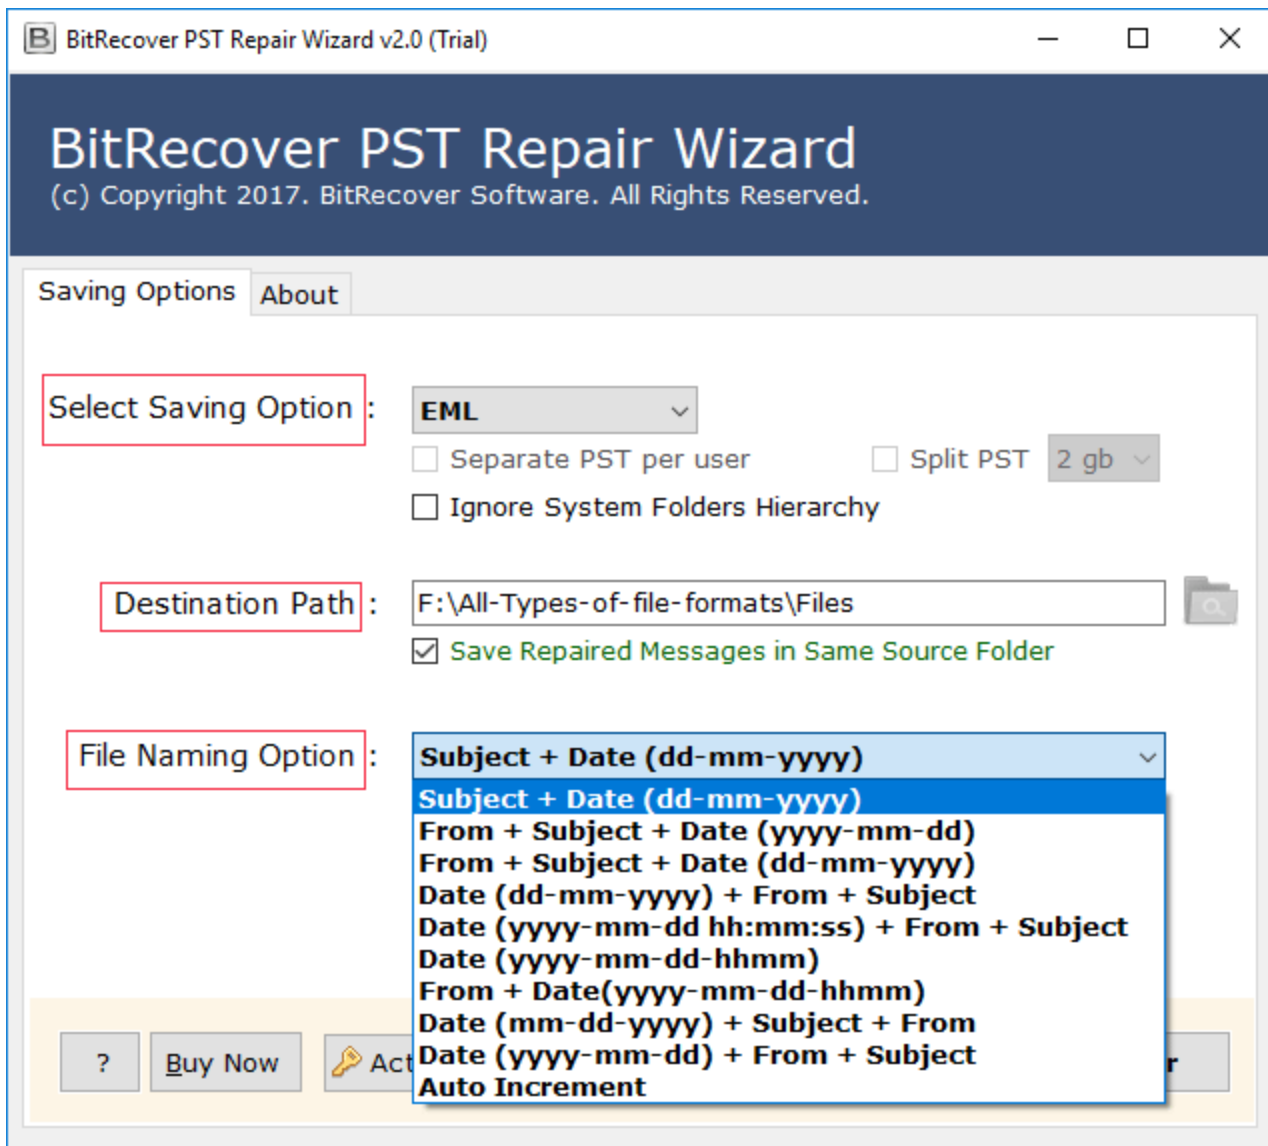 BitRecover PST Repair Wizard v2.0 (Trial)
BitRecover PST Repair Wizard
(c) Copyright 2017. BitRecover Software. All Rights Reserved.
Saving Options
About
Select Saving Option :
EML
Separate PST per user
Split PST
2 gb
Ignore System Folders Hierarchy
Destination Path :
F:\All-Types-of-file-formats\Files
Save Repaired Messages in Same Source Folder
File Naming Option :
Subject + Date (dd-mm-yyyy)
Subject + Date (dd-mm-yyyy)
From + Subject + Date (yyyy-mm-dd)
From + Subject + Date (dd-mm-yyyy)
Date (dd-mm-yyyy) + From + Subject
Date (yyyy-mm-dd hh:mm:ss) + From + Subject
Date (yyyy-mm-dd-hhmm)
From + Date(yyyy-mm-dd-hhmm)
Date (mm-dd-yyyy) + Subject + From
Date (yyyy-mm-dd) + From + Subject
Auto Increment
?
Buy Now
Act
r